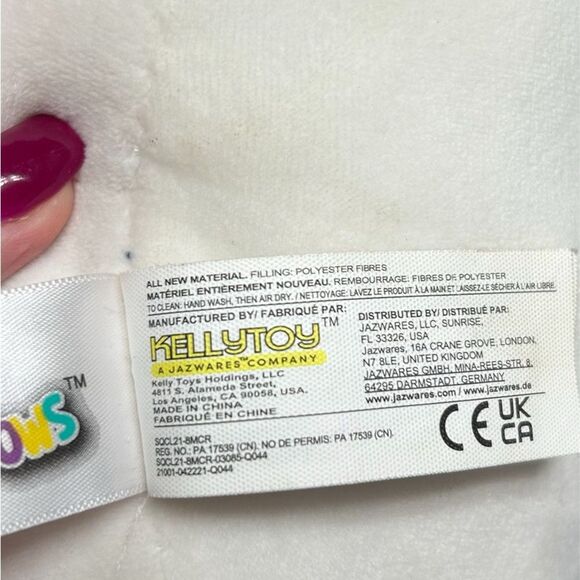 ALL NEW MATERIAL. FILLING: POLYESTER FIBRES
MATÉRIEL ENTIÈREMENT NOUVEAU. REMBOURRAGE: FIBRES DE POLYESTER
TO CLEAN: HAND WASH, THEN AIR DRY. / NETTOYAGE: LAVEZ LE PRODUIT À LA MAIN ET LAISSEZ-LE SÉCHER À L'AIR LIBRE.
MANUFACTURED BY/ FABRIQUÉ PAR:
KELLYTOY™
A JAZWARES™ COMPANY
Kelly Toys Holdings, LLC
4811 S. Alameda Street,
Los Angeles, CA 90058, USA.
MADE IN CHINA
FABRIQUÉ EN CHINE
DISTRIBUTED BY/ DISTRIBUÉ PAR:
JAZWARES, LLC, SUNRISE,
FL 33326, USA
Jazwares, 16A CRANE GROVE, LONDON,
N7 8LE, UNITED KINGDOM
JAZWARES GMBH, MINA-REES-STR. 8,
64295 DARMSTADT, GERMANY
www.jazwares.com / www.jazwares.de
SQCL21-8MCR
REG. NO.: PA 17539 (CN), NO DE PERMIS: PA 17539 (CN).
SQCL21-8MCR-03085-Q044
21001-042221-Q044
CE UK
CA
OWS™